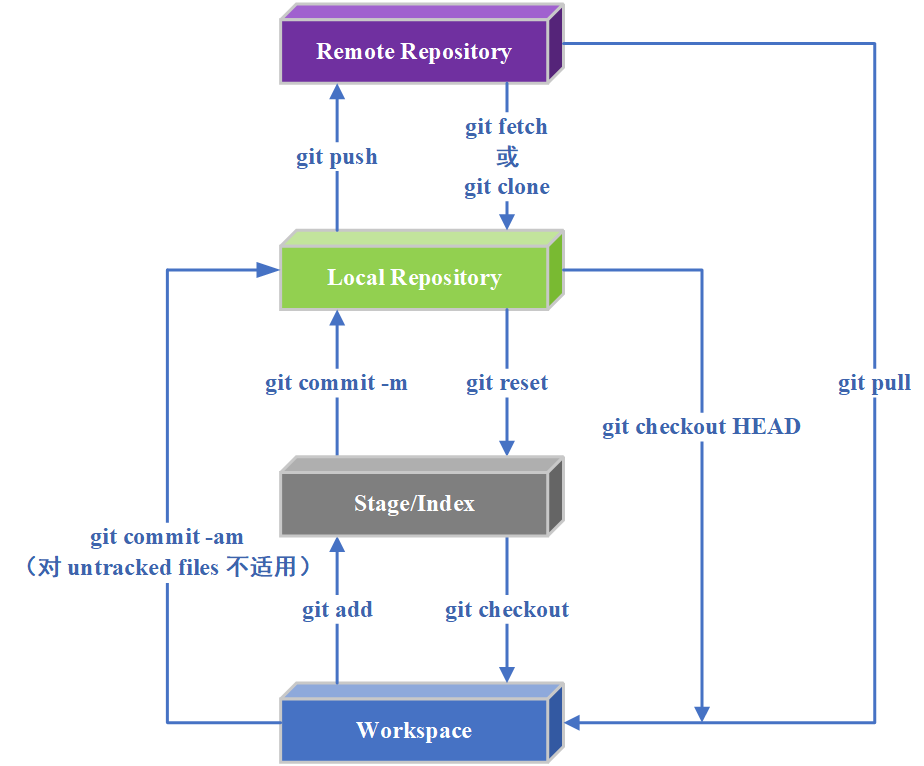 Remote Repository
git push
git fetch
或
git clone
Local Repository
git commit -m
git reset
git pull
git checkout HEAD
Stage/Index
git commit -am
（对 untracked files 不适用）
git add
git checkout
Workspace